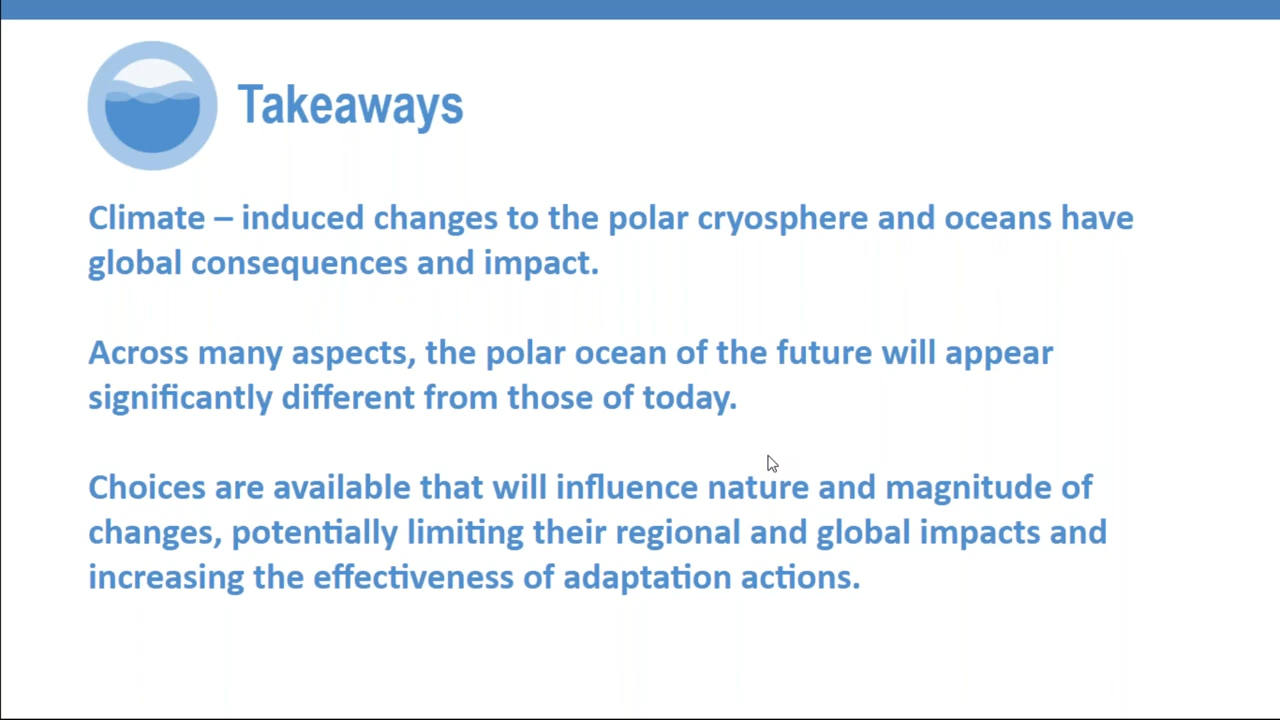 Takeaways
Climate – induced changes to the polar cryosphere and oceans have
global consequences and impact.
Across many aspects, the polar ocean of the future will appear
significantly different from those of today.
Choices are available that will influence nature and magnitude of
changes, potentially limiting their regional and global impacts and
increasing the effectiveness of adaptation actions.